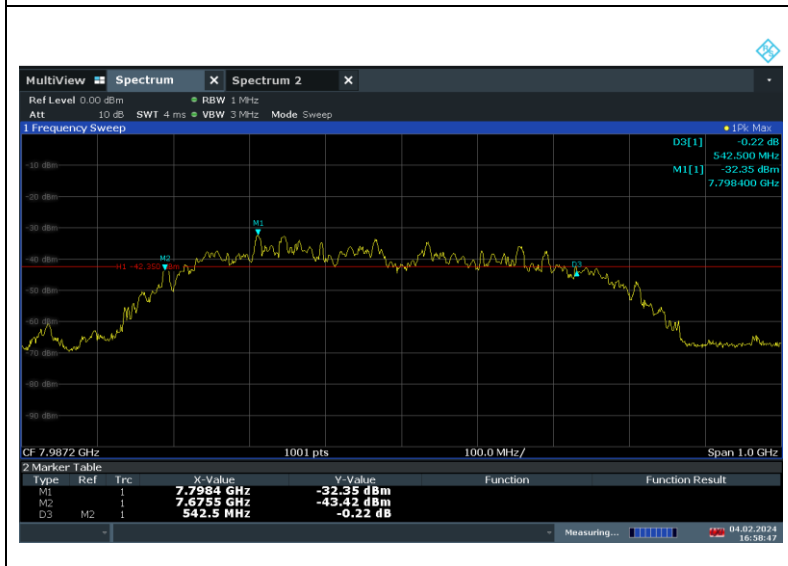 MultiView Spectrum X Spectrum 2 X
Ref Level 0.00 dBm RBW 1 MHz
Att 10 dB SWT 4 ms VBW 3 MHz Mode Sweep
1 Frequency Sweep 1Pk Max
D3[1] -0.22 dB
542.500 MHz
M1[1] -32.35 dBm
7.798400 GHz
-10 dBm
-20 dBm
-30 dBm
M1
-40 dBm
M2
D3
-50 dBm
-60 dBm
-70 dBm
-80 dBm
-90 dBm
CF 7.9872 GHz 1001 pts 100.0 MHz/ Span 1.0 GHz
2 Marker Table
Type Ref Trc X-Value Y-Value Function Function Result
M1 1 7.7984 GHz -32.35 dBm
M2 1 7.6755 GHz -43.42 dBm
D3 M2 1 542.5 MHz -0.22 dB
Measuring... 04.02.2024
16:58:47